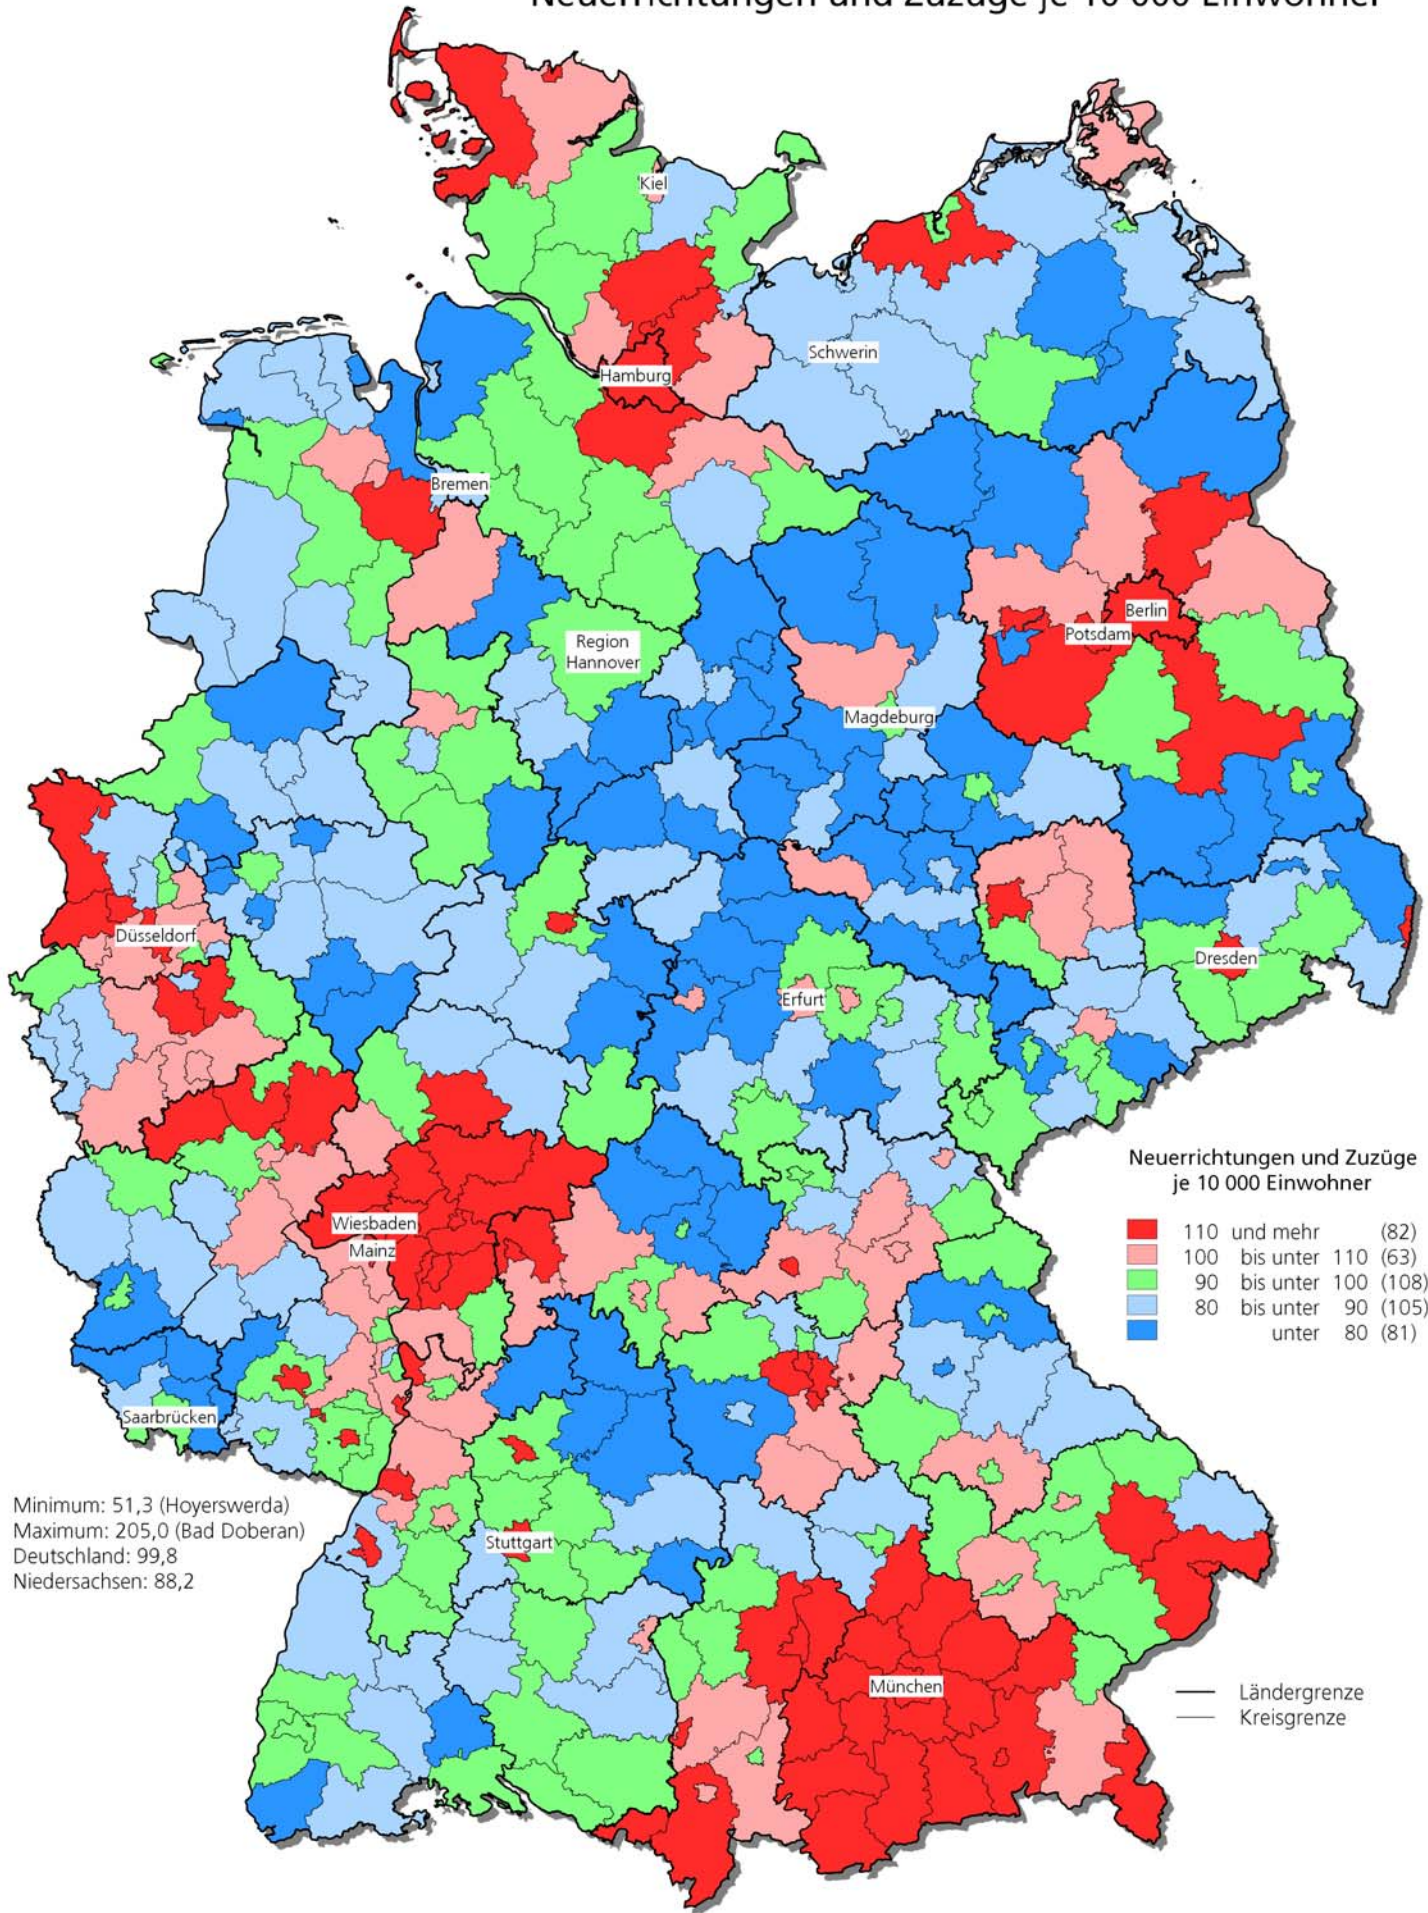 Neuerrichtungen und Zuzüge je 10 000 Einwohner
Kiel
Schwerin
Hamburg
Bremen
Berlin
Potsdam
Region
Hannover
Magdeburg
Düsseldorf
Dresden
Erfurt
Neuerrichtungen und Zuzüge
je 10 000 Einwohner
110 und mehr (82)
100 bis unter 110 (63)
90 bis unter 100 (108)
80 bis unter 90 (105)
unter 80 (81)
Wiesbaden
Mainz
Saarbrücken
Minimum: 51,3 (Hoyerswerda)
Maximum: 205,0 (Bad Doberan)
Deutschland: 99,8
Niedersachsen: 88,2
Stuttgart
München
Ländergrenze
Kreisgrenze